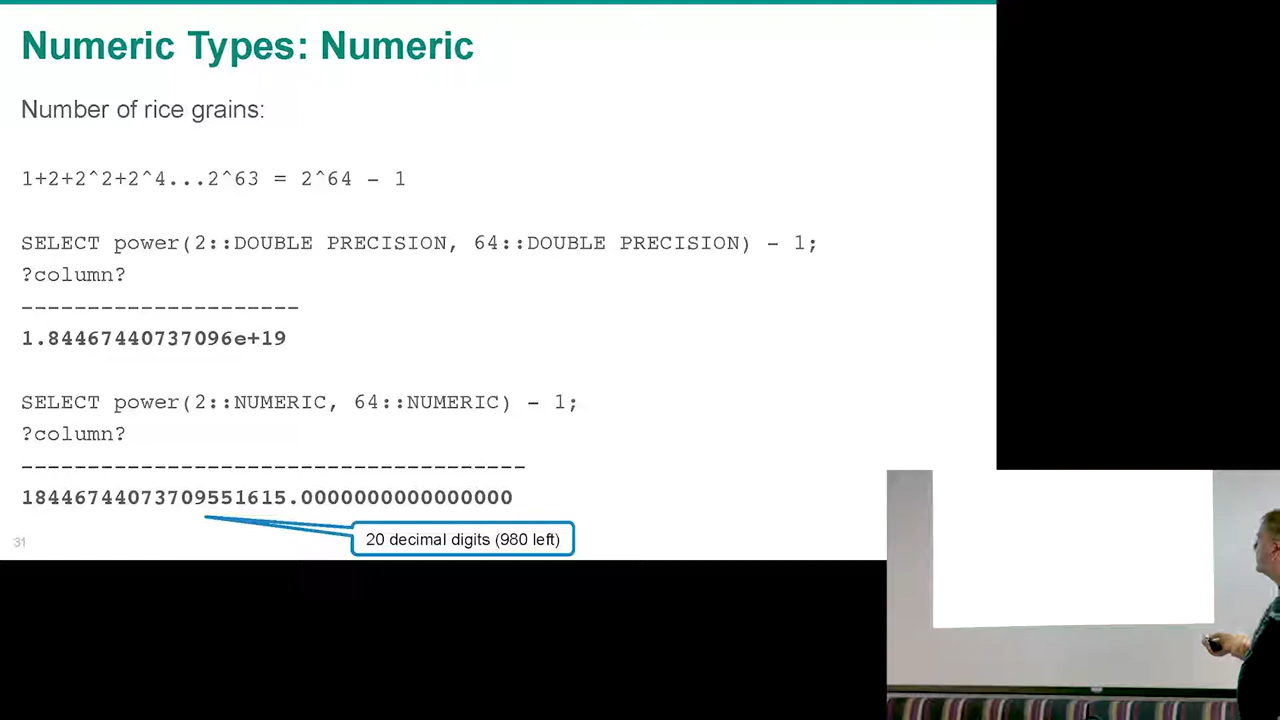 Numeric Types: Numeric
Number of rice grains:
1+2+2^2+2^4...2^63 = 2^64 - 1
SELECT power(2::DOUBLE PRECISION, 64::DOUBLE PRECISION) - 1;
?column?
---------------------
1.84467440737096e+19
SELECT power(2::NUMERIC, 64::NUMERIC) - 1;
?column?
--------------------------------------
18446744073709551615.0000000000000000
20 decimal digits (980 left)
31